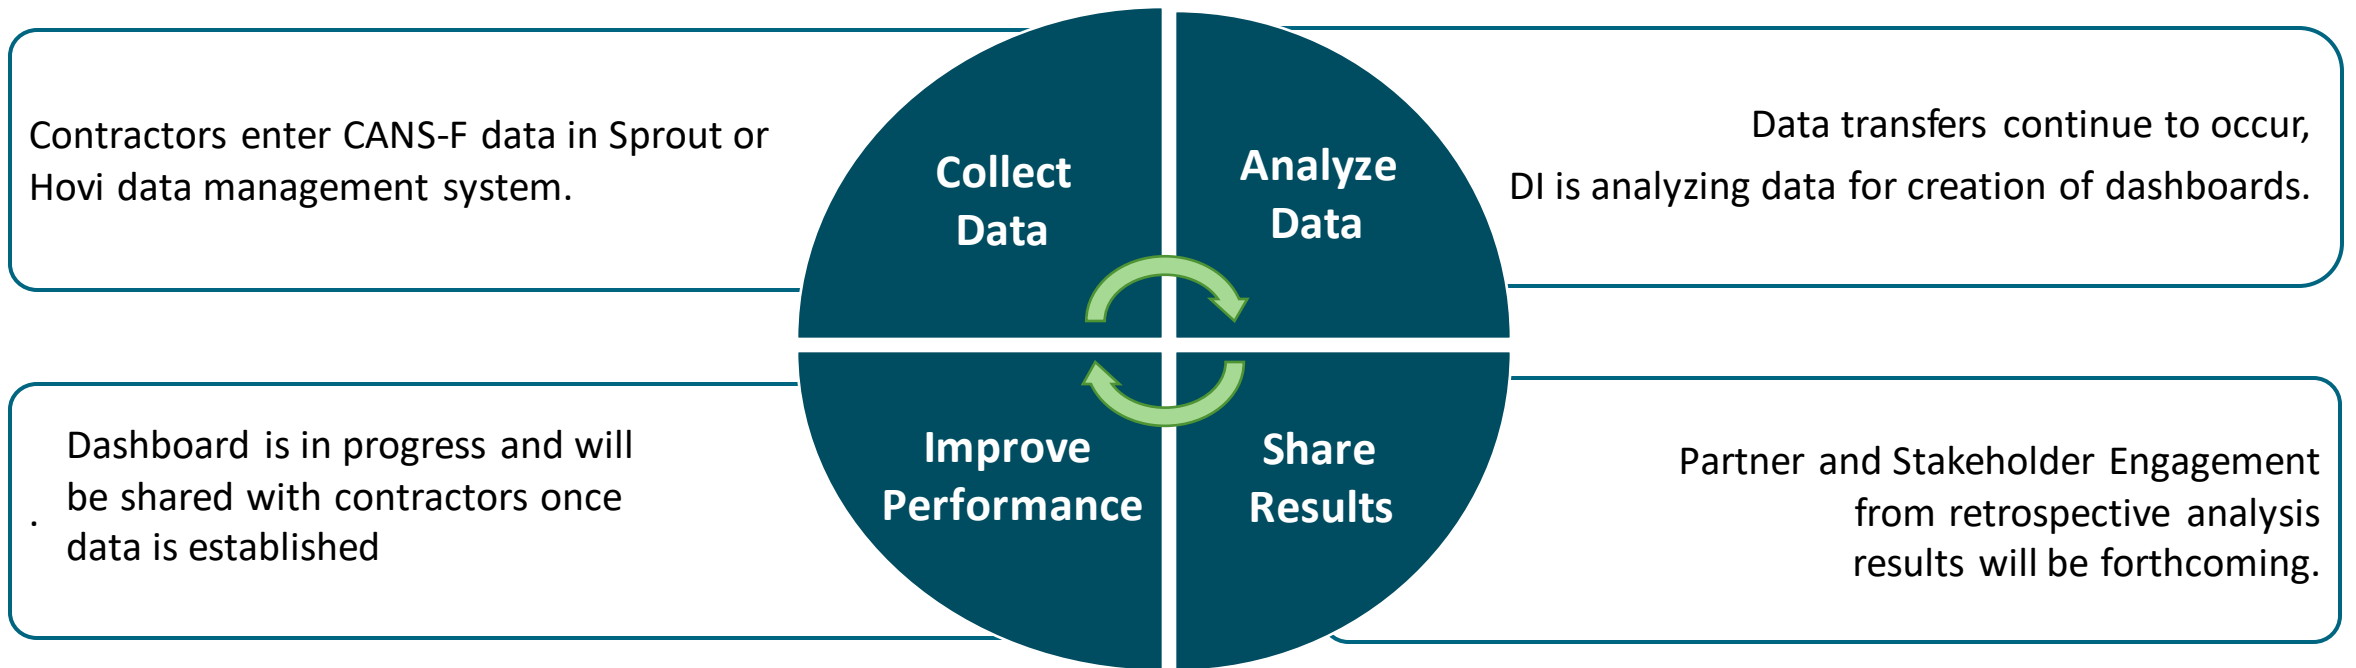 Contractors enter CANS-F data in Sprout or
Hovi data management system.
Collect
Data
Analyze
Data
Data transfers continue to occur,
DI is analyzing data for creation of dashboards.
Dashboard is in progress and will
be shared with contractors once
. data is established
Improve
Performance
Share
Results
Partner and Stakeholder Engagement
from retrospective analysis
results will be forthcoming.